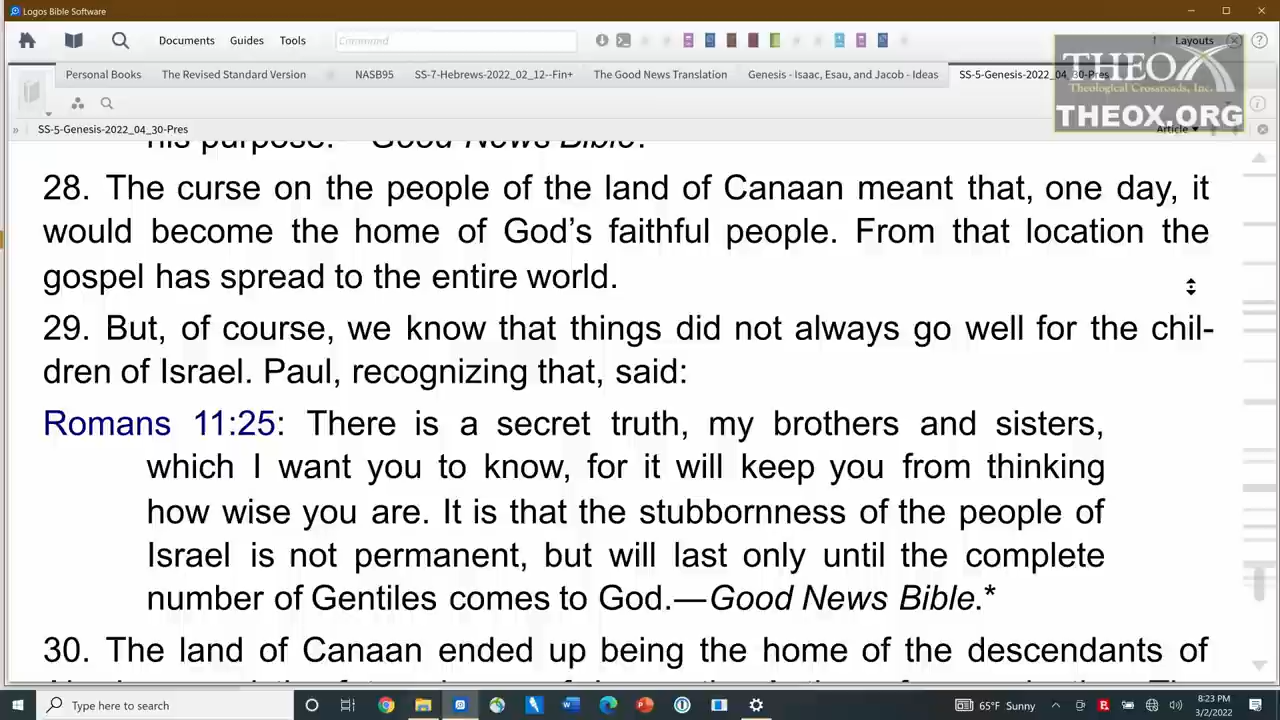 Logos Bible Software
Documents Guides Tools Command Layouts
Personal Books The Revised Standard Version NASB95 SS-7-Hebrews-2022_02_12--Fin+ The Good News Translation Genesis - Isaac, Esau, and Jacob - Ideas SS-5-Genesis-2022_04_30-Pres
THEOX
Theological Crossroads, Inc.
THEOX.ORG
SS-5-Genesis-2022_04_30-Pres Article
his purpose.* Good News Bible.
28. The curse on the people of the land of Canaan meant that, one day, it
would become the home of God’s faithful people. From that location the
gospel has spread to the entire world.
29. But, of course, we know that things did not always go well for the chil-
dren of Israel. Paul, recognizing that, said:
Romans 11:25: There is a secret truth, my brothers and sisters,
which I want you to know, for it will keep you from thinking
how wise you are. It is that the stubbornness of the people of
Israel is not permanent, but will last only until the complete
number of Gentiles comes to God.—Good News Bible.*
30. The land of Canaan ended up being the home of the descendants of
Type here to search
65°F Sunny
8:23 PM
3/2/2022